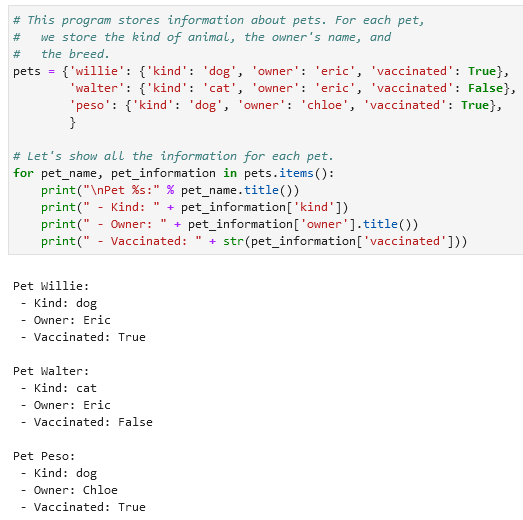 # This program stores information about pets. For each pet,
#   we store the kind of animal, the owner's name, and
#   the breed.
pets = {'willie': {'kind': 'dog', 'owner': 'eric', 'vaccinated': True},
        'walter': {'kind': 'cat', 'owner': 'eric', 'vaccinated': False},
        'peso': {'kind': 'dog', 'owner': 'chloe', 'vaccinated': True},
        }

# Let's show all the information for each pet.
for pet_name, pet_information in pets.items():
    print("\nPet %s:" % pet_name.title())
    print(" - Kind: " + pet_information['kind'])
    print(" - Owner: " + pet_information['owner'].title())
    print(" - Vaccinated: " + str(pet_information['vaccinated']))

Pet Willie:
 - Kind: dog
 - Owner: Eric
 - Vaccinated: True

Pet Walter:
 - Kind: cat
 - Owner: Eric
 - Vaccinated: False

Pet Peso:
 - Kind: dog
 - Owner: Chloe
 - Vaccinated: True